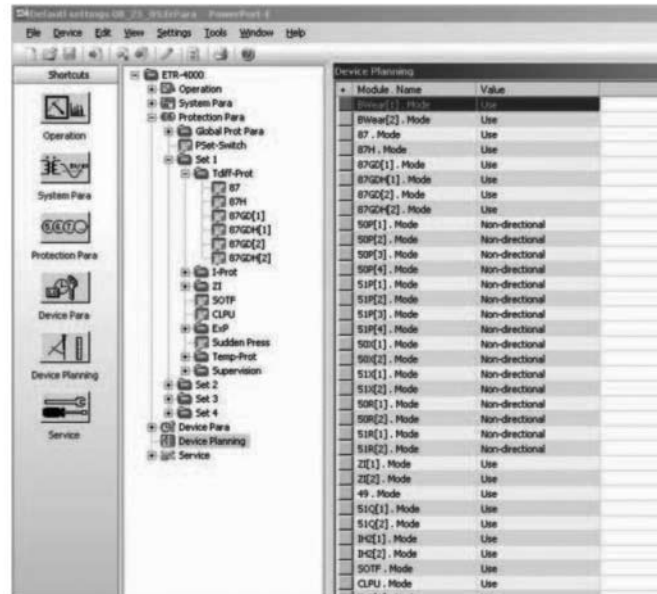 Default settings 08_23_05.ErPara - PowerPort-E
File Device Edit View Settings Tools Window Help
Shortcuts
Operation
System Para
Protection Para
Device Para
Device Planning
Service
ETR-4000
Operation
System Para
Protection Para
Global Prot Para
PSet-Switch
Set 1
Tdiff-Prot
87
87H
87GD[1]
87GDH[1]
87GD[2]
87GDH[2]
I-Prot
ZI
SOTF
CLPU
ExP
Sudden Press
Temp-Prot
Supervision
Set 2
Set 3
Set 4
Device Para
Device Planning
Service
Device Planning
Module . Name Value
BWear[1] . Mode Use
BWear[2] . Mode Use
87 . Mode Use
87H . Mode Use
87GD[1] . Mode Use
87GDH[1] . Mode Use
87GD[2] . Mode Use
87GDH[2] . Mode Use
50P[1] . Mode Non-directional
50P[2] . Mode Non-directional
50P[3] . Mode Non-directional
50P[4] . Mode Non-directional
51P[1] . Mode Non-directional
51P[2] . Mode Non-directional
51P[3] . Mode Non-directional
51P[4] . Mode Non-directional
50X[1] . Mode Non-directional
50X[2] . Mode Non-directional
51X[1] . Mode Non-directional
51X[2] . Mode Non-directional
50R[1] . Mode Non-directional
50R[2] . Mode Non-directional
51R[1] . Mode Non-directional
51R[2] . Mode Non-directional
ZI[1] . Mode Use
ZI[2] . Mode Use
49 . Mode Use
51Q[1] . Mode Use
51Q[2] . Mode Use
IH2[1] . Mode Use
IH2[2] . Mode Use
SOTF . Mode Use
CLPU . Mode Use